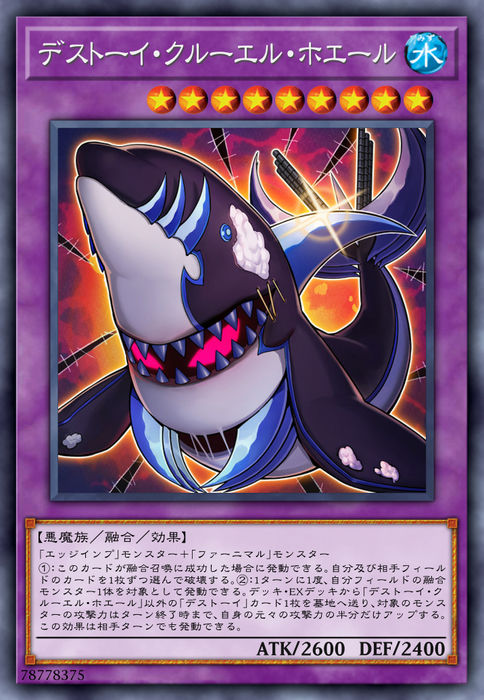 デストーイ・クルーエル・ホエール
みず
水
【悪魔族／融合／効果】
「エッジインプ」モンスター＋「ファーニマル」モンスター
①：このカードが融合召喚に成功した場合に発動できる。自分及び相手フィール
ドのカードを1枚ずつ選んで破壊する。②：1ターンに1度、自分フィールドの融合
モンスター1体を対象として発動できる。デッキ・EXデッキから「デストーイ・ク
ルーエル・ホエール」以外の「デストーイ」カード1枚を墓地へ送り、対象のモンス
ターの攻撃力はターン終了時まで、自身の元々の攻撃力の半分だけアップする。
この効果は相手ターンでも発動できる。
ATK/2600 DEF/2400
78778375